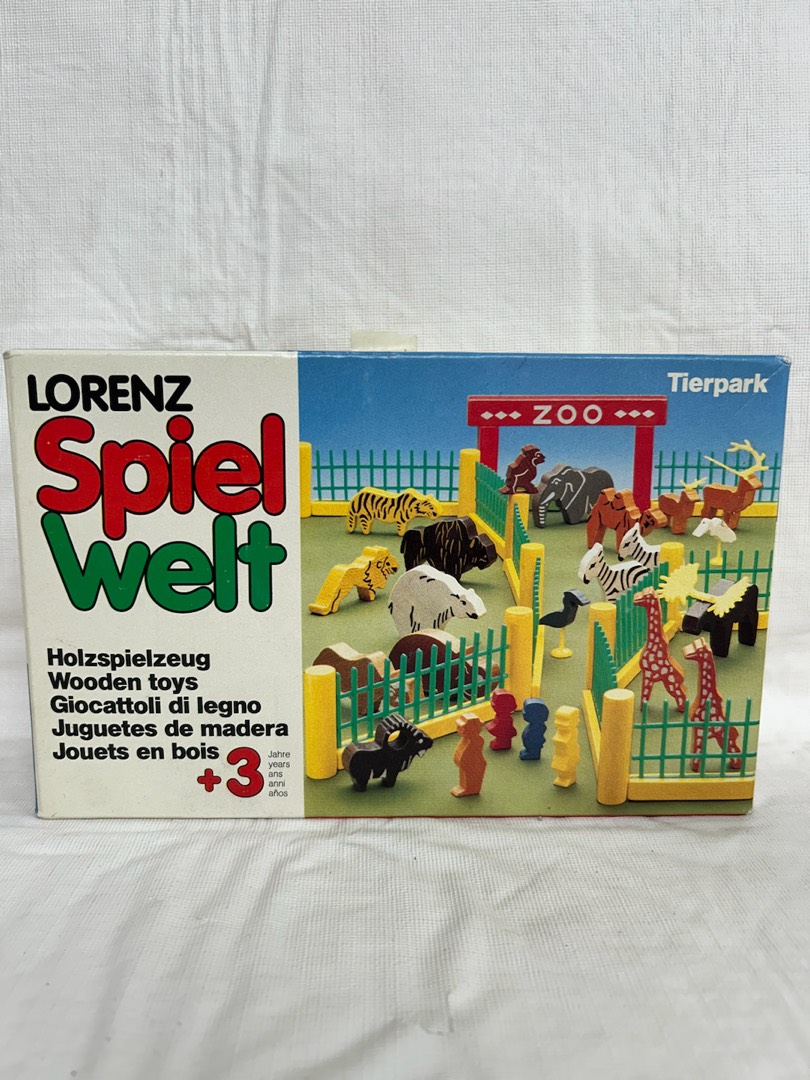 LORENZ
Spiel
Welt
Holzspielzeug
Wooden toys
Giocattoli di legno
Juguetes de madera
Jouets en bois
+3
Jahre
years
ans
anni
años
Tierpark
ZOO